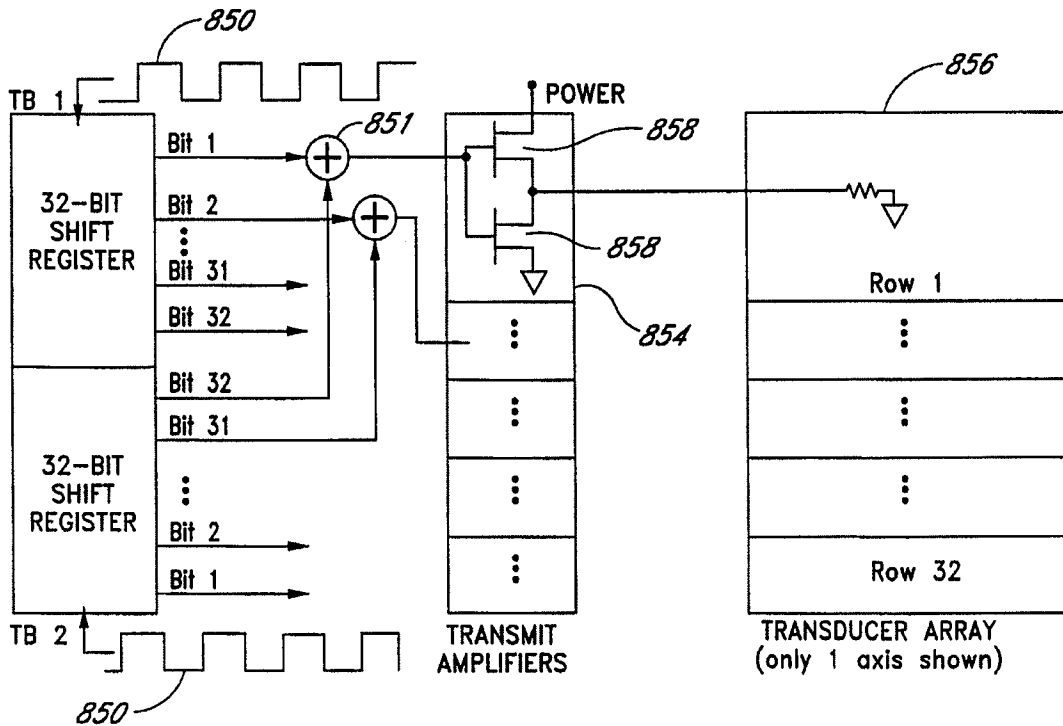 850
TB 1
32-BIT
SHIFT
REGISTER
Bit 1
Bit 2
Bit 31
Bit 32
851
POWER
858
858
854
856
Row 1
32-BIT
SHIFT
REGISTER
Bit 32
Bit 31
Bit 2
Bit 1
Row 32
TB 2
850
TRANSMIT
AMPLIFIERS
TRANSDUCER ARRAY
(only 1 axis shown)